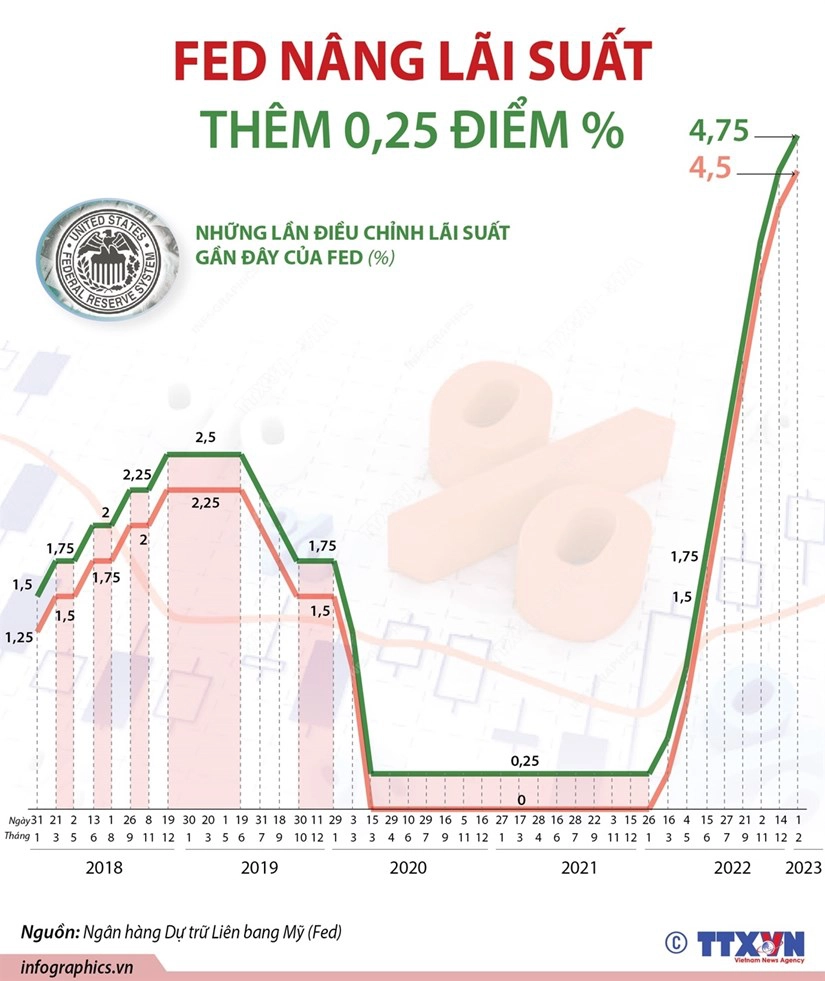 FED NÂNG LÃI SUẤT
THÊM 0,25 ĐIỂM %
4,75
4,5
UNITED STATES
FEDERAL RESERVE SYSTEM
NHỮNG LẦN ĐIỀU CHỈNH LÃI SUẤT
GẦN ĐÂY CỦA FED (%)
2,5
2,25
2,25
2
2
1,75
1,75
1,75
1,75
1,5
1,5
1,5
1,5
1,25
0,25
0
Ngày 31 21 2 13 1 26 8 19 30 20 1 19 31 18 30 11 29 3 15 29 10 29 16 5 16 27 17 28 16 28 22 3 15 26 16 4 15 27 21 2 14 1
Tháng 1 3 5 6 8 9 11 12 1 3 5 6 7 9 10 12 1 3 3 4 6 7 9 11 12 1 3 4 6 7 9 11 12 1 3 5 6 7 9 11 12 2
2018 2019 2020 2021 2022 2023
Nguồn: Ngân hàng Dự trữ Liên bang Mỹ (Fed)
© TTXVN
Vietnam News Agency
infographics.vn